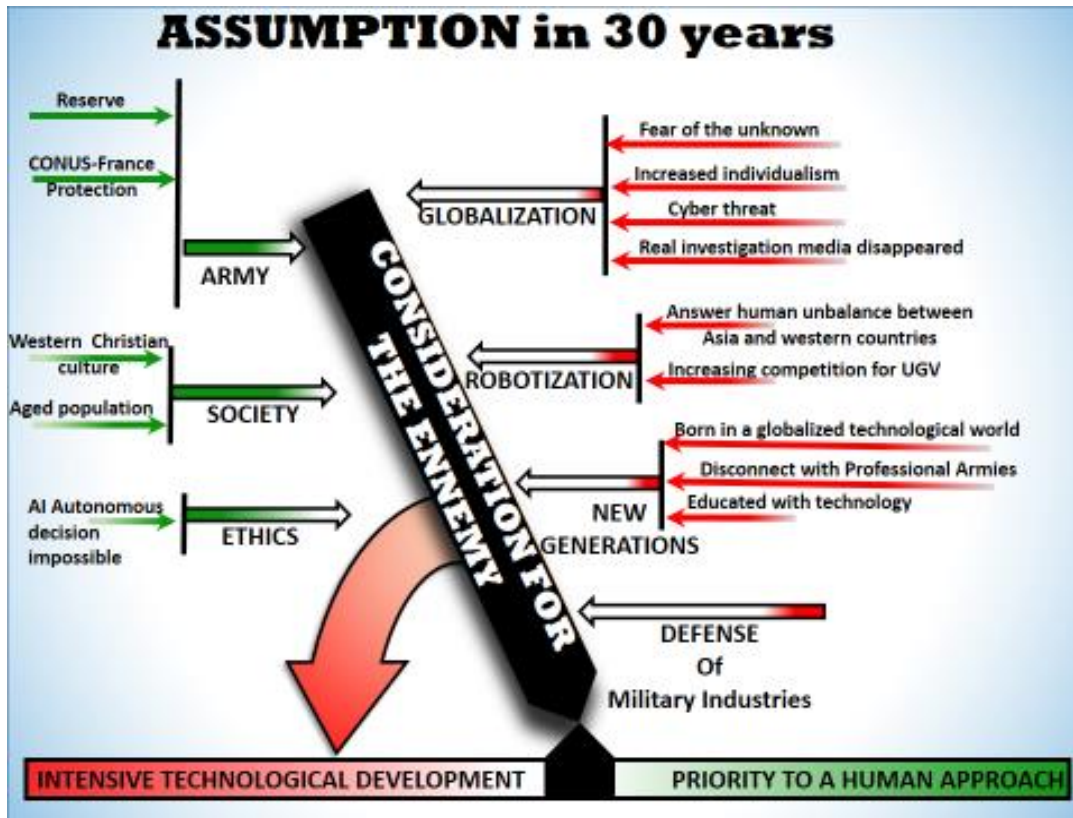 ASSUMPTION in 30 years
Reserve
CONUS-France
Protection
ARMY
Western Christian
culture
Aged population
SOCIETY
AI Autonomous
decision
impossible
ETHICS
CONSIDERATION FOR
THE ENNEMY
Fear of the unknown
Increased individualism
Cyber threat
Real investigation media disappeared
GLOBALIZATION
Answer human unbalance between
Asia and western countries
Increasing competition for UGV
ROBOTIZATION
Born in a globalized technological world
Disconnect with Professional Armies
Educated with technology
NEW
GENERATIONS
DEFENSE
Of
Military Industries
INTENSIVE TECHNOLOGICAL DEVELOPMENT
PRIORITY TO A HUMAN APPROACH